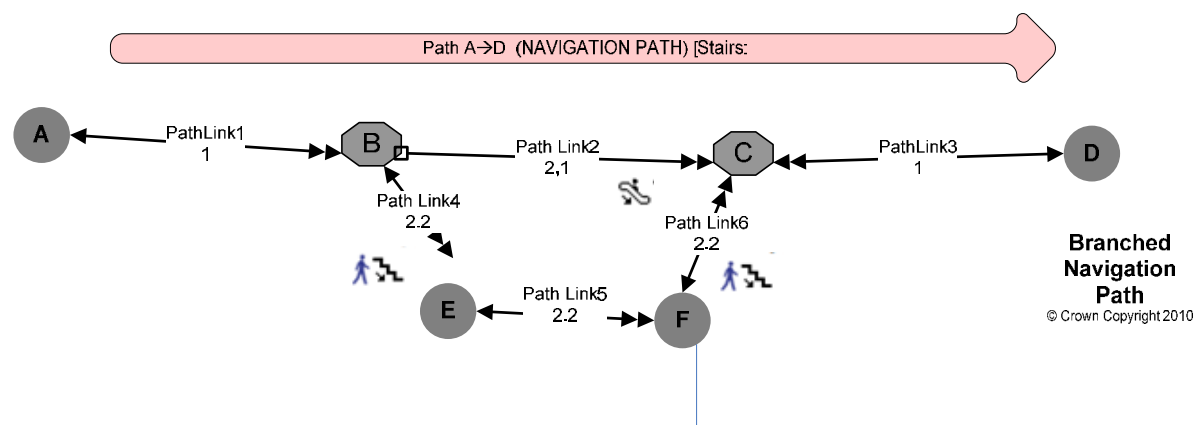 Path A→D (NAVIGATION PATH) [Stairs:
A
PathLink1
1
B
Path Link2
2,1
C
PathLink3
1
D
Path Link4
2.2
Path Link6
2.2
E
Path Link5
2.2
F
Branched
Navigation
Path
© Crown Copyright 2010